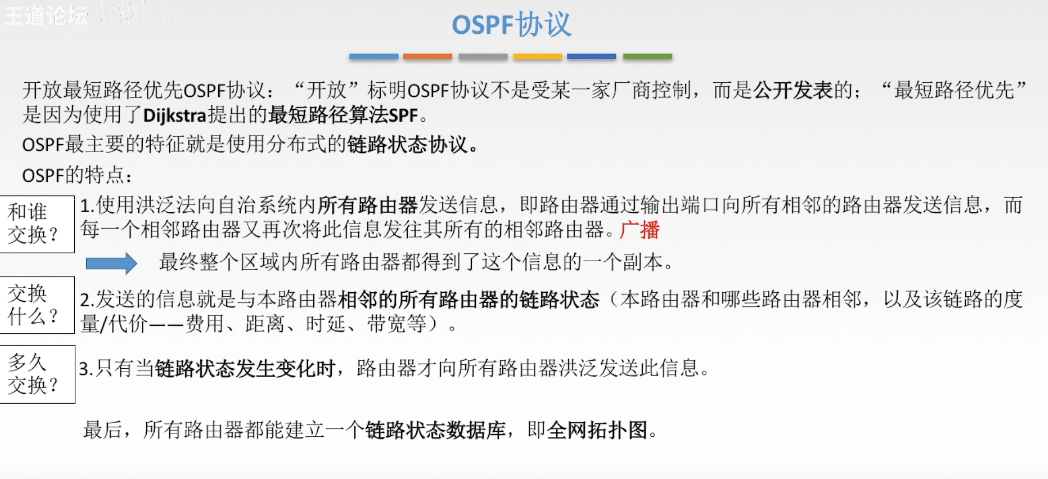 王道论坛
OSPF协议
开放最短路径优先OSPF协议：“开放”标明OSPF协议不是受某一家厂商控制，而是公开发表的；“最短路径优先”
是因为使用了Dijkstra提出的最短路径算法SPF。
OSPF最主要的特征就是使用分布式的链路状态协议。
OSPF的特点：
和谁
交换？
1.使用洪泛法向自治系统内所有路由器发送信息，即路由器通过输出端口向所有相邻的路由器发送信息，而
每一个相邻路由器又再次将此信息发往其所有的相邻路由器。广播
最终整个区域内所有路由器都得到了这个信息的一个副本。
交换
什么？
2.发送的信息就是与本路由器相邻的所有路由器的链路状态（本路由器和哪些路由器相邻，以及该链路的度
量/代价——费用、距离、时延、带宽等）。
多久
交换？
3.只有当链路状态发生变化时，路由器才向所有路由器洪泛发送此信息。
最后，所有路由器都能建立一个链路状态数据库，即全网拓扑图。